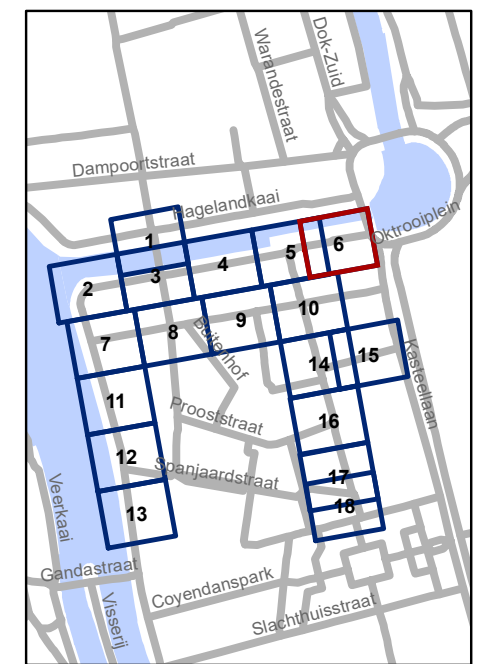 Dok-Zuid
Warandestraat
Dampoortstraat
Hagelandkaai
Oktrooiplein
1
6
5
4
3
2
10
9
8
Buitenhof
7
15
14
Kasteellaan
11
Prooststraat
16
12
Spanjaardstraat
17
18
13
Veerkaai
Gandastraat
Coyendanspark
Visserij
Slachthuisstraat